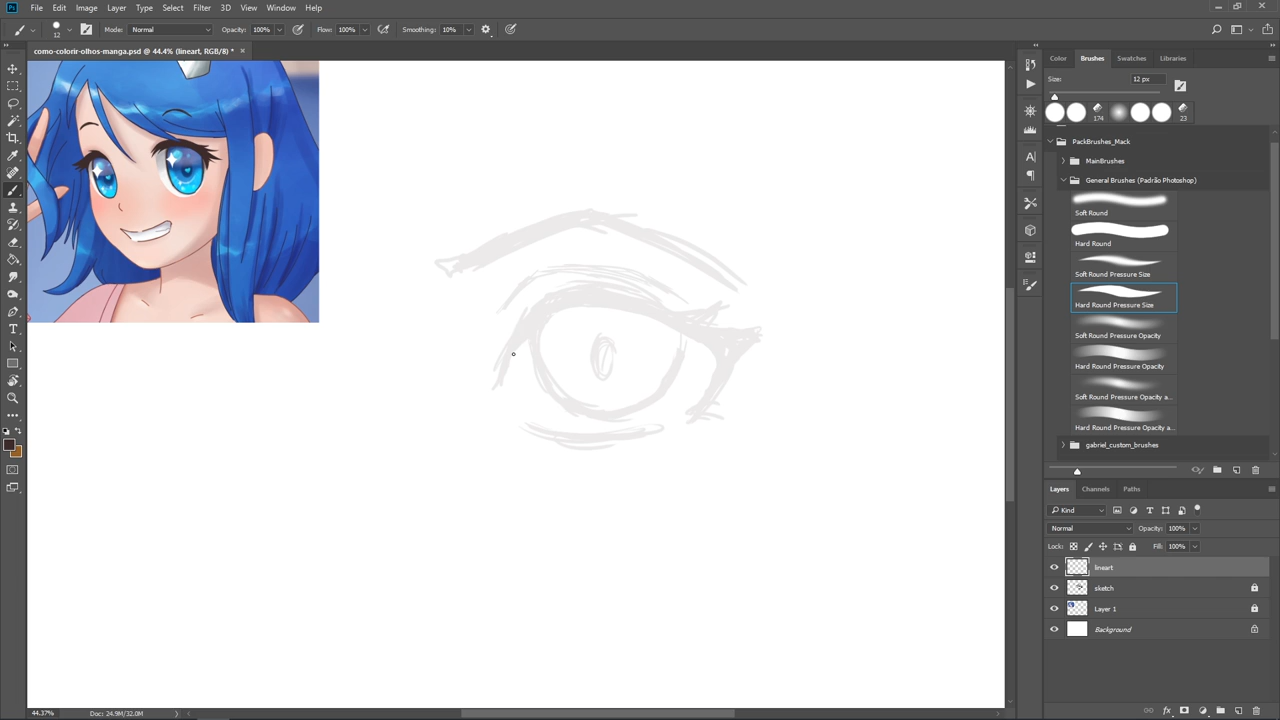 Ps File Edit Image Layer Type Select Filter 3D View Window Help
12 Mode: Normal Opacity: 100% Flow: 100% Smoothing: 10%
como-colorir-olhos-manga.psd @ 44.4% (lineart, RGB/8) *
Color Brushes Swatches Libraries
Size: 12 px
174 23
PackBrushes_Mack
MainBrushes
General Brushes (Padrão Photoshop)
Soft Round
Hard Round
Soft Round Pressure Size
Hard Round Pressure Size
Soft Round Pressure Opacity
Hard Round Pressure Opacity
Soft Round Pressure Opacity a...
Hard Round Pressure Opacity a...
gabriel_custom_brushes
Layers Channels Paths
Kind
Normal Opacity: 100%
Lock: Fill: 100%
lineart
sketch
Layer 1
Background
44.37% Doc: 24.9M/32.0M